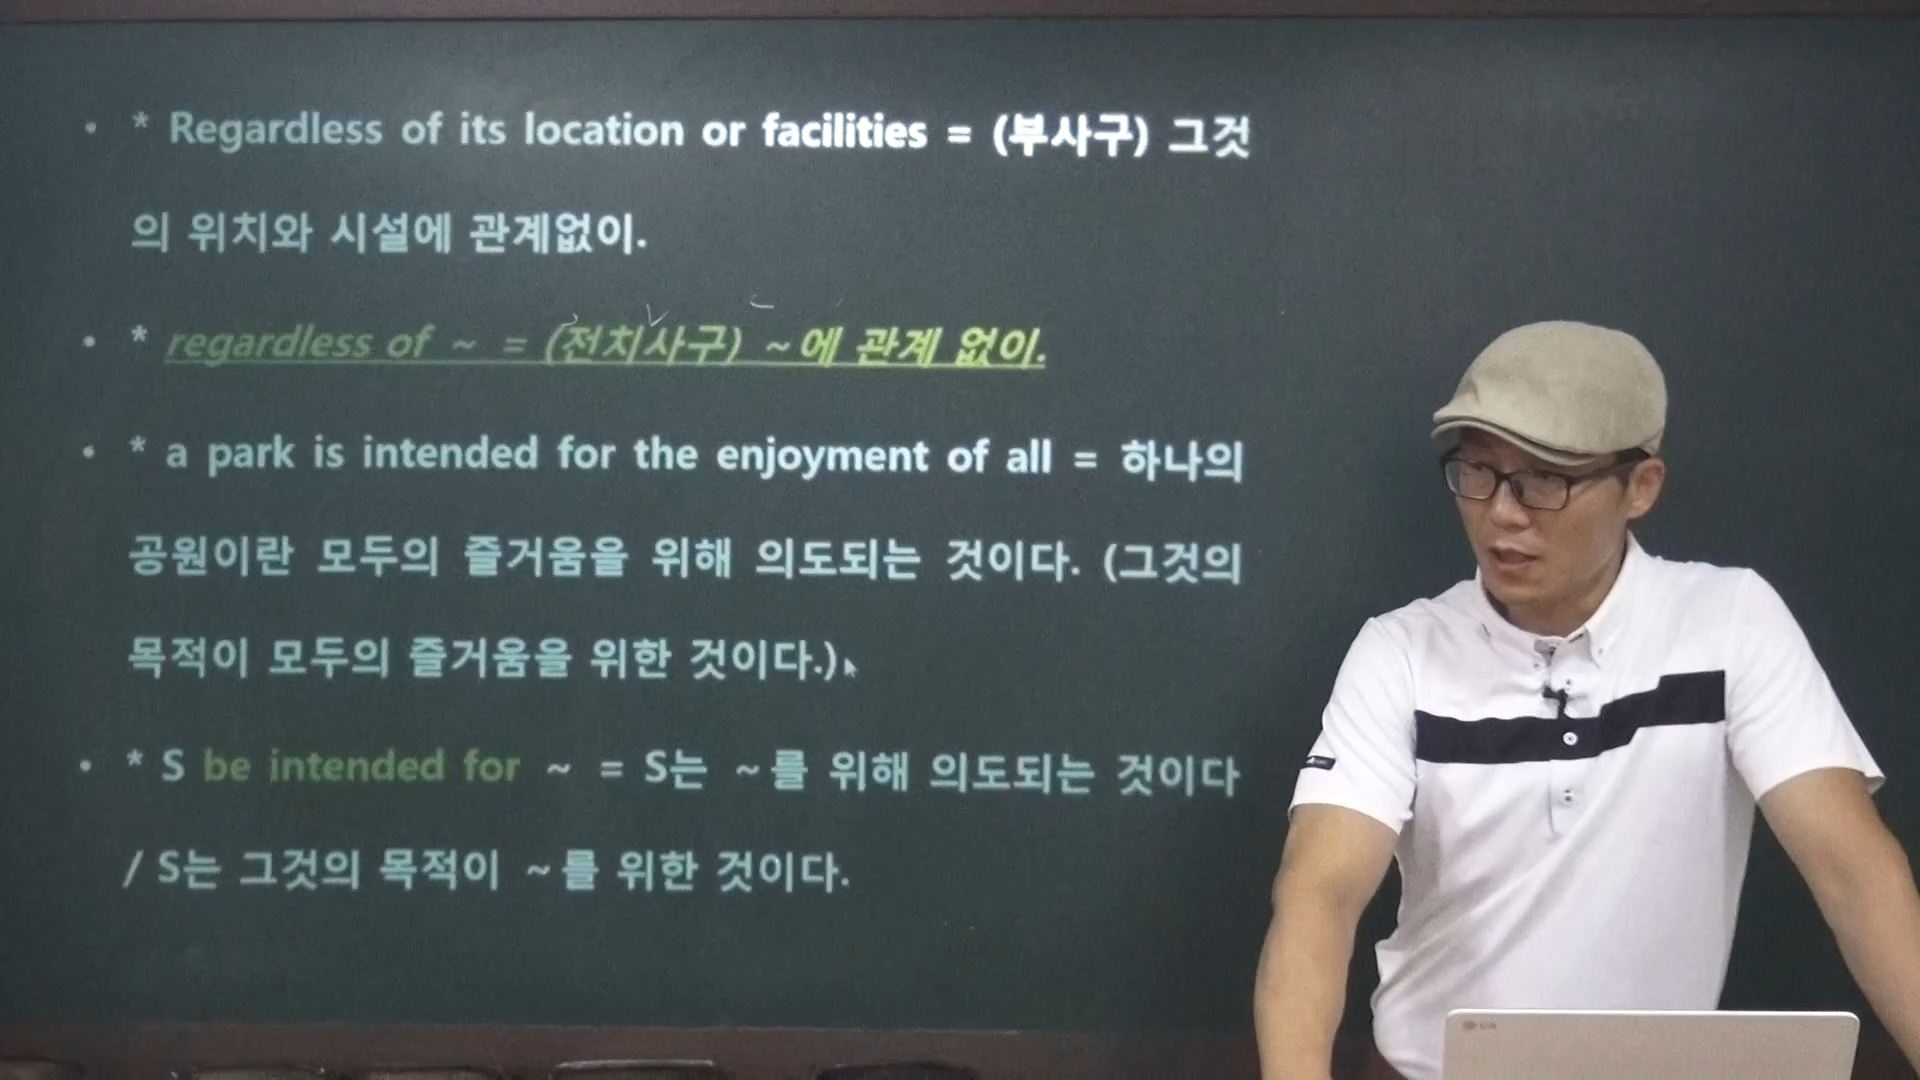 • * Regardless of its location or facilities = (부사구) 그것
의 위치와 시설에 관계없이.
• * regardless of ~ = (전치사구) ~에 관계 없이.
• * a park is intended for the enjoyment of all = 하나의
공원이란 모두의 즐거움을 위해 의도되는 것이다. (그것의
목적이 모두의 즐거움을 위한 것이다.)
• * S be intended for ~ = S는 ~를 위해 의도되는 것이다
/ S는 그것의 목적이 ~를 위한 것이다.
LG